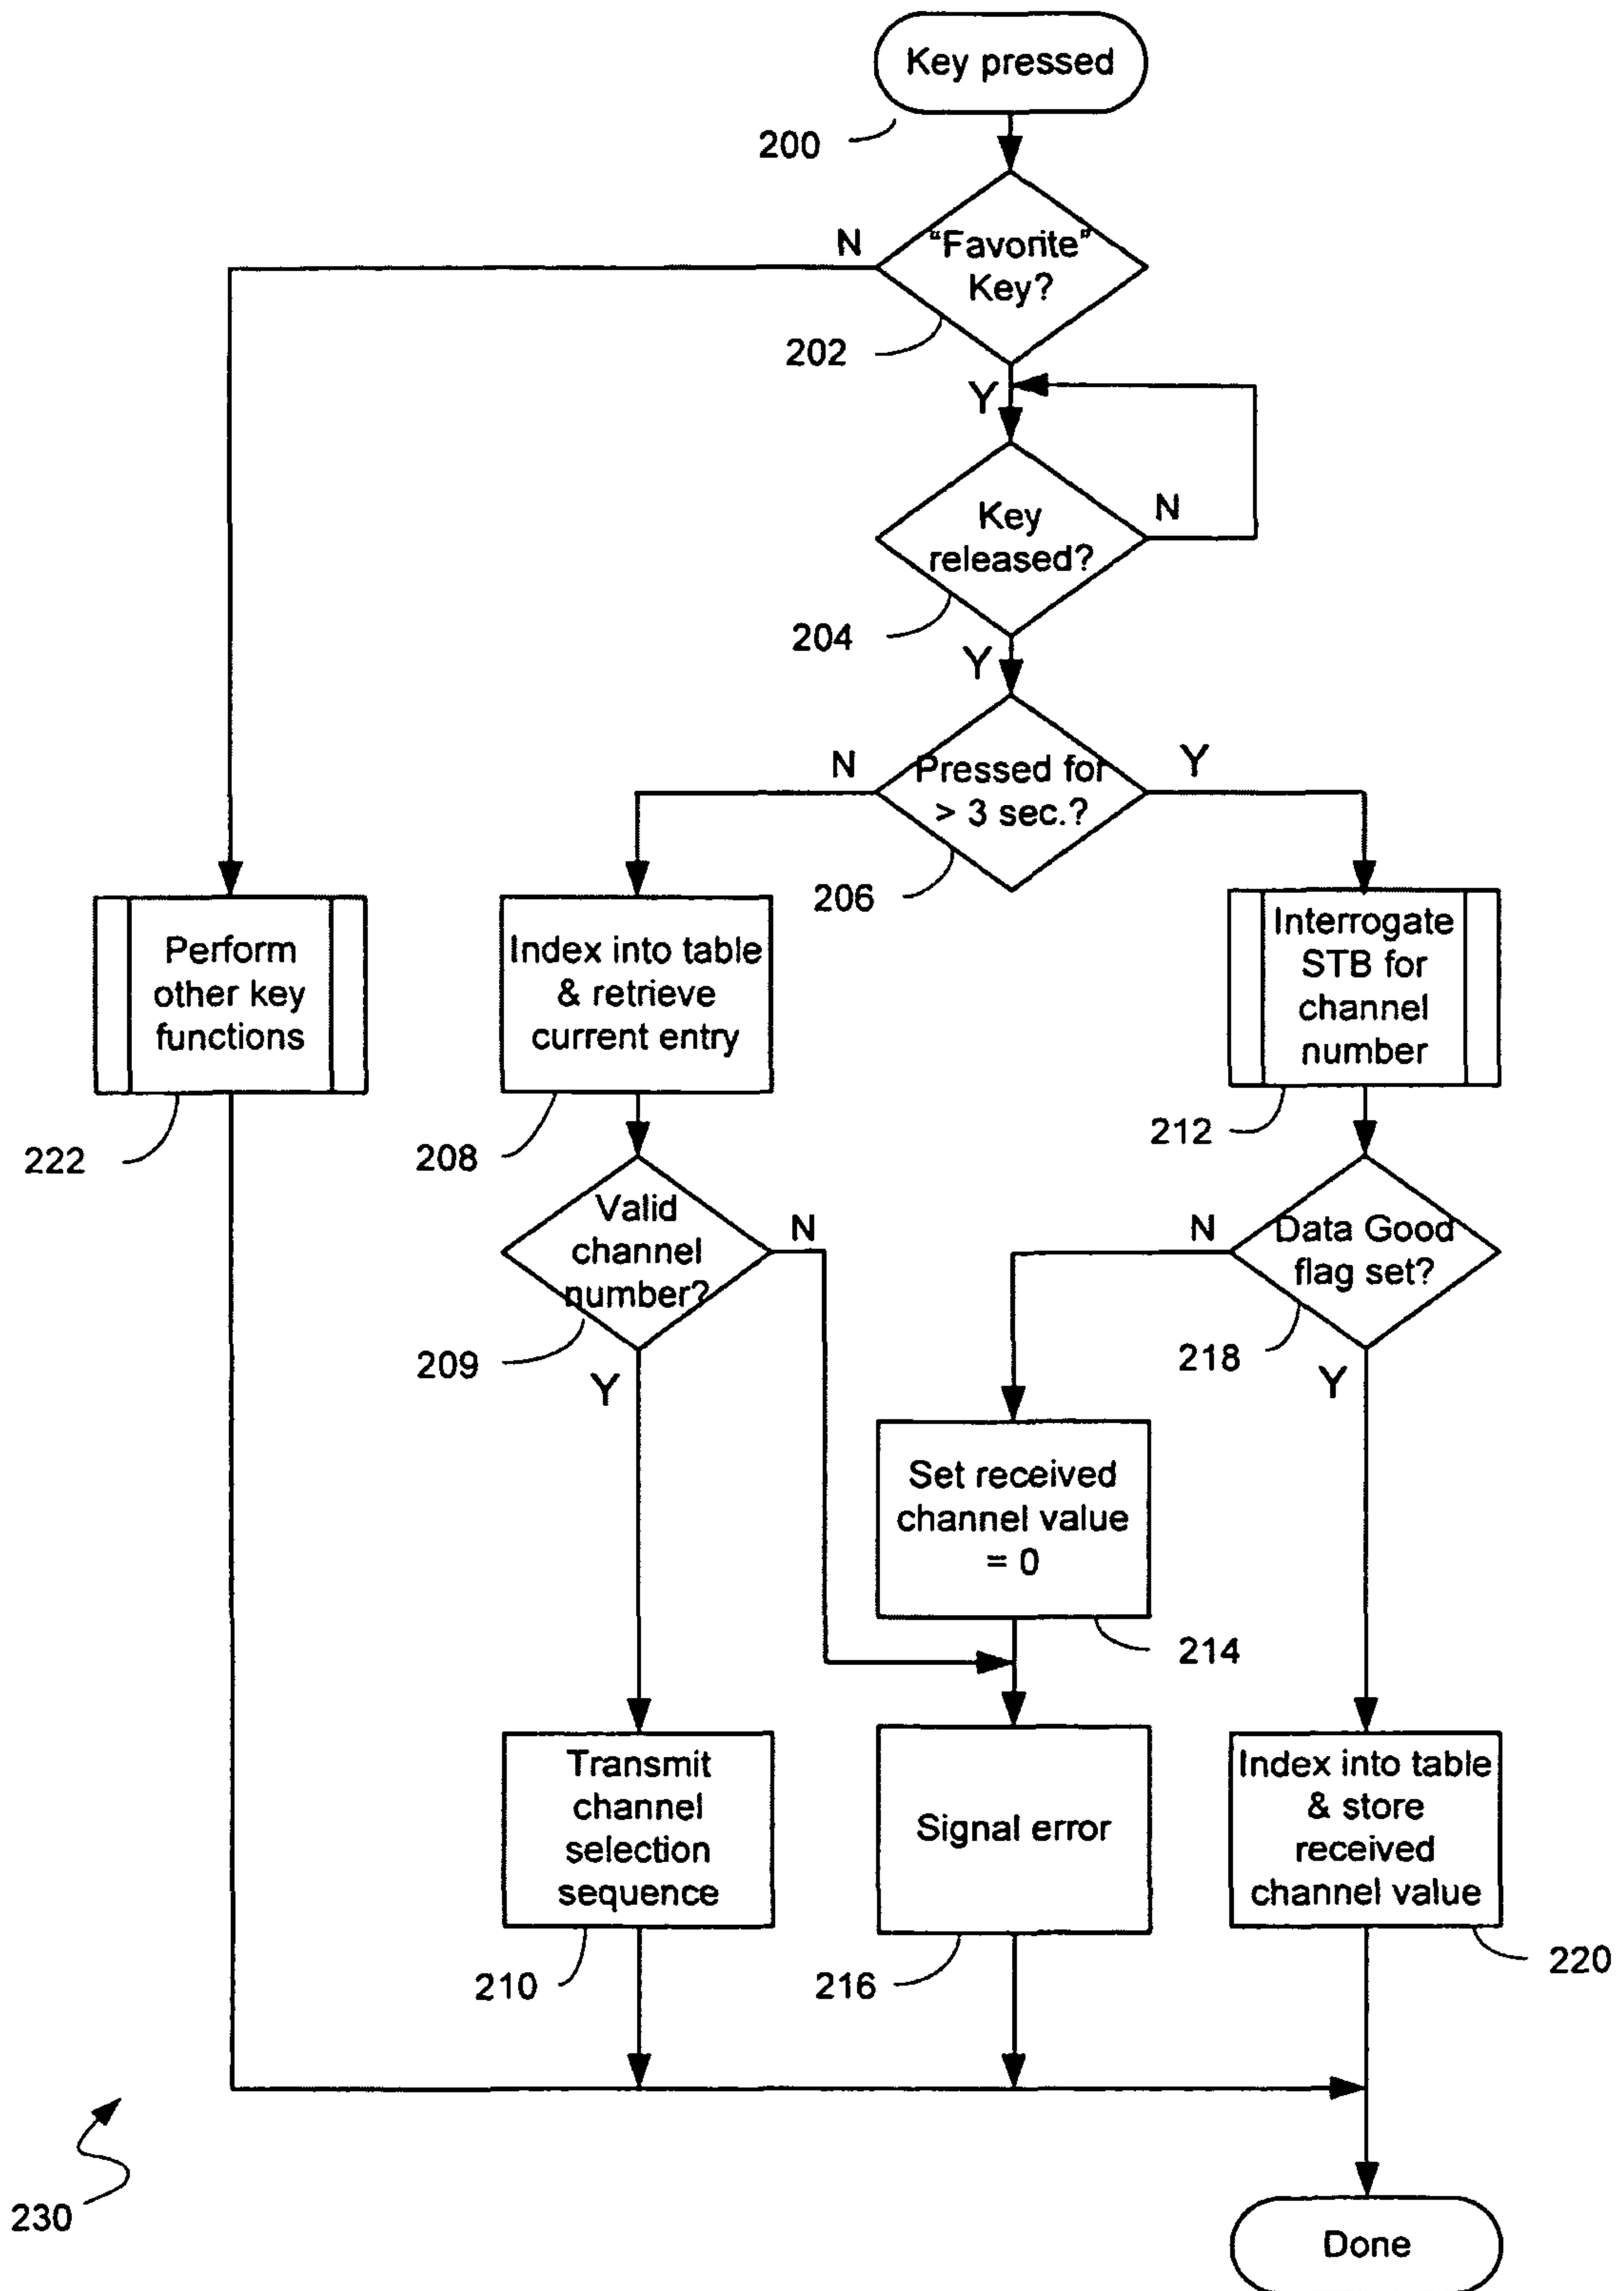 Key pressed
200
N
"Favorite"
Key?
202
Y
Key
released?
N
204
Y
N
Pressed for
> 3 sec.?
Y
206
Perform
other key
functions
222
Index into table
& retrieve
current entry
208
Interrogate
STB for
channel
number
212
Valid
channel
number?
N
209
Y
N
Data Good
flag set?
218
Y
Set received
channel value
= 0
214
Transmit
channel
selection
sequence
210
Signal error
216
Index into table
& store
received
channel value
220
230
Done